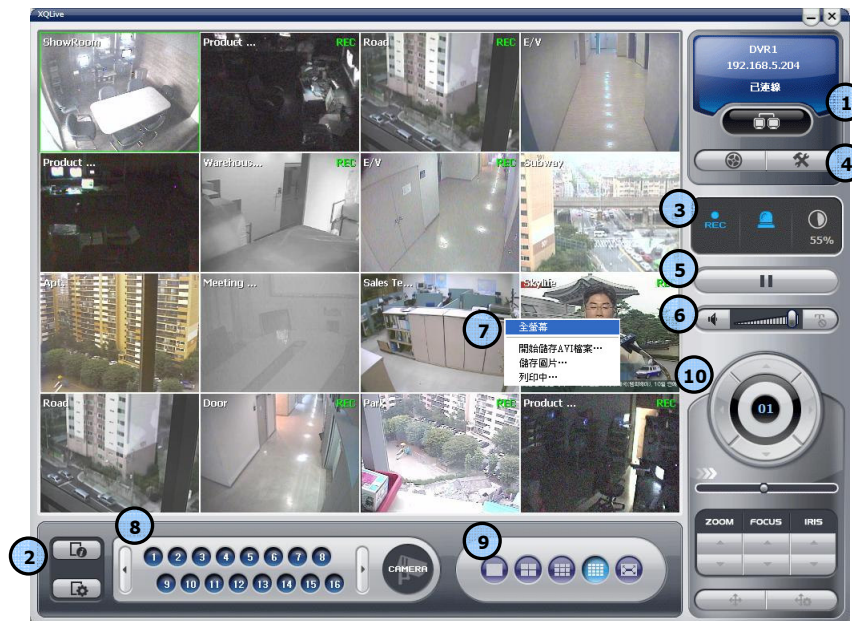 XQLive
ShowRoom
Product ...
REC
Road
REC
E/V
DVR1
192.168.5.204
已連線
1
4
Product ...
Warehous...
REC
E/V
REC
Subway
3
REC
55%
5
6
Apt.
Meeting ...
Sales Te...
REC
Skylife
7
全螢幕
開始儲存AVI檔案…
儲存圖片…
列印中…
10
01
Road
Door
REC
Park
REC
Product ...
REC
ZOOM
FOCUS
IRIS
2
8
1 2 3 4 5 6 7 8
9 10 11 12 13 14 15 16
CAMERA
9